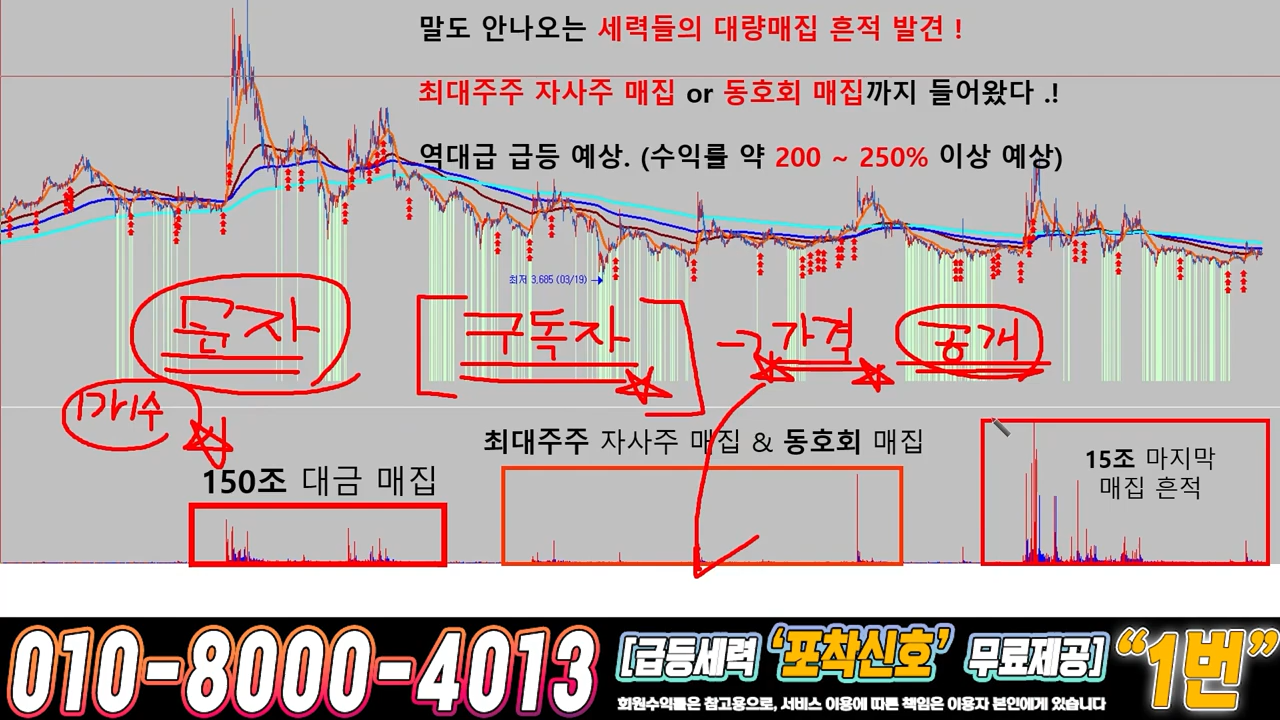 말도 안나오는 세력들의 대량매집 흔적 발견 !
최대주주 자사주 매집 or 동호회 매집까지 들어왔다 .!
역대급 급등 예상. (수익률 약 200 ~ 250% 이상 예상)
최저 3,685 (03/19)
문자
구독자
가격
공개
최대주주 자사주 매집 & 동호회 매집
150조 대금 매집
15조 마지막
매집 흔적
010-8000-4013
[급등세력 '포착신호' 무료제공] "1번"
회원수익률은 참고용으로, 서비스 이용에 따른 책임은 이용자 본인에게 있습니다